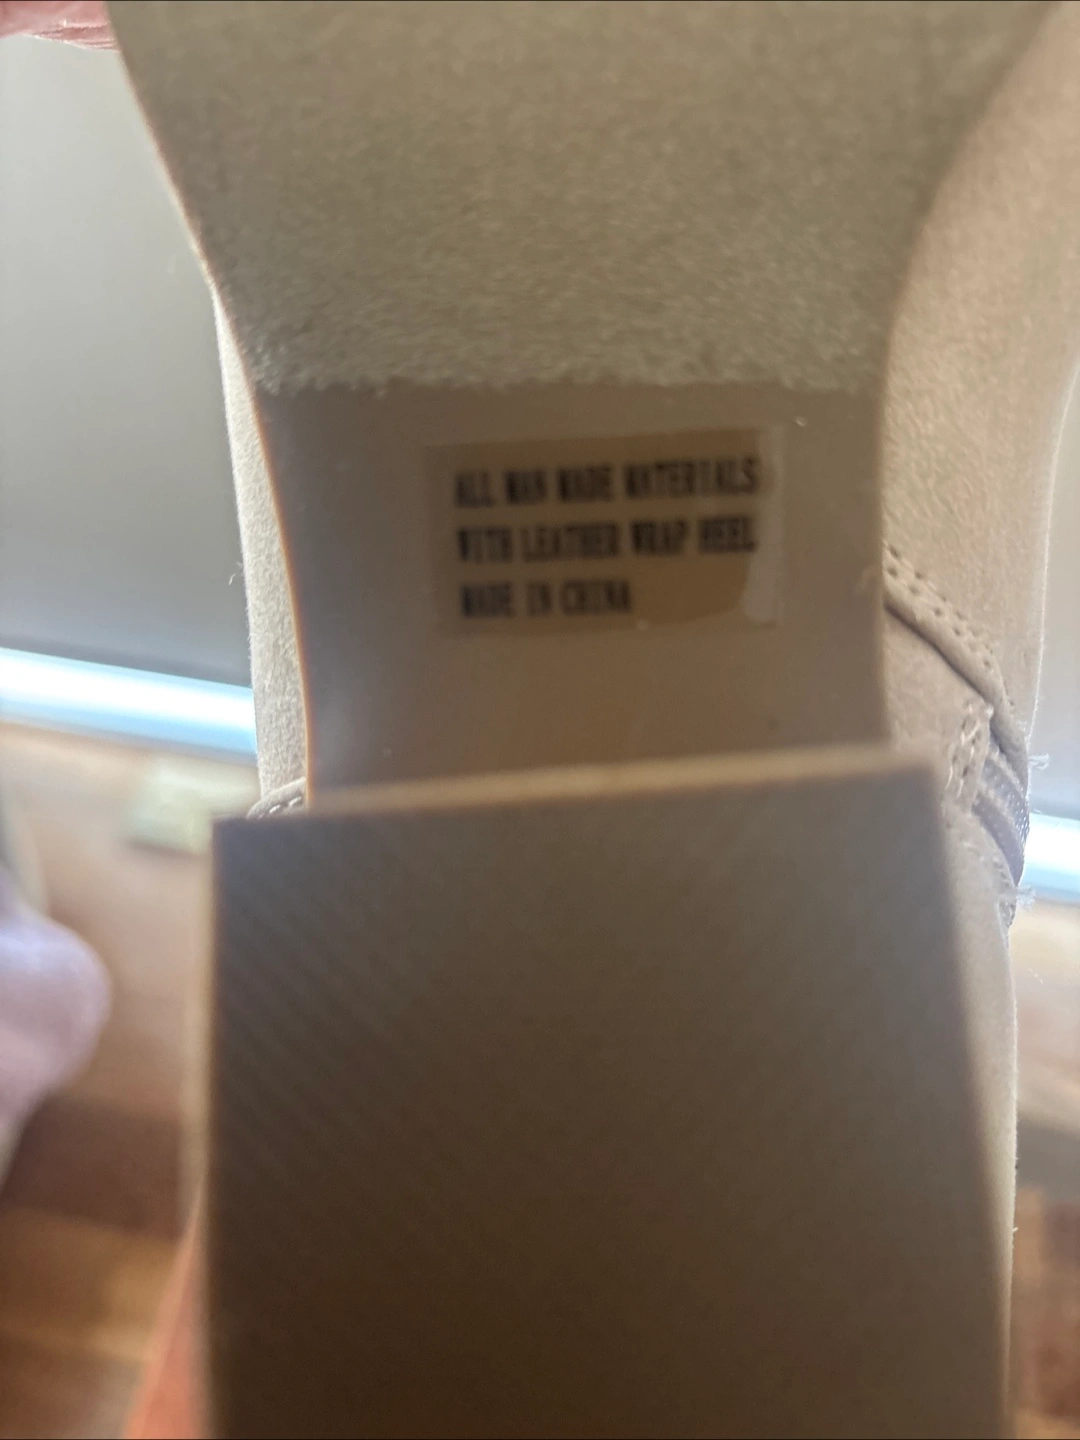 ALL MAN MADE MATERIALS
WITH LEATHER WRAP HEEL
MADE IN CHINA